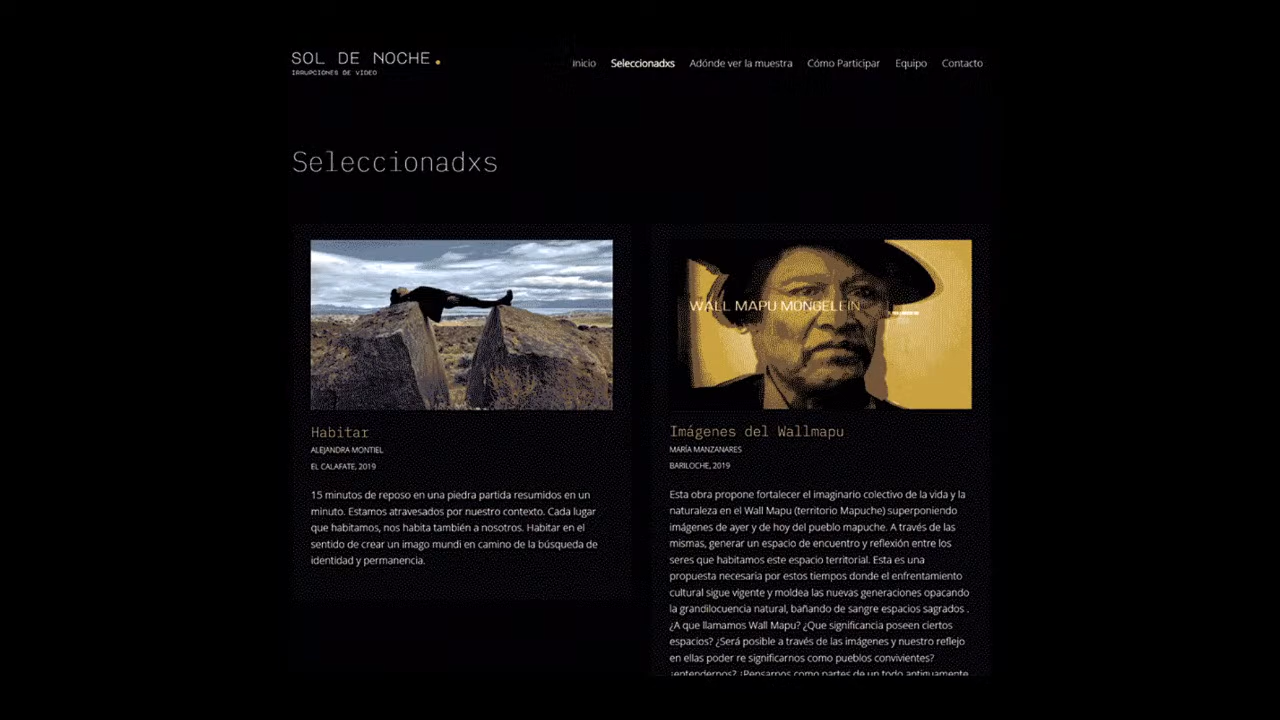 SOL DE NOCHE.
IRRUPCIONES DE VIDEO
Inicio Seleccionadxs Adónde ver la muestra Cómo Participar Equipo Contacto
Seleccionadxs
Habitar
ALEJANDRA MONTIEL
EL CALAFATE, 2019
15 minutos de reposo en una piedra partida resumidos en un
minuto. Estamos atravesados por nuestro contexto. Cada lugar
que habitamos, nos habita también a nosotros. Habitar en el
sentido de crear un imago mundi en camino de la búsqueda de
identidad y permanencia.
WALL MAPU MONGELEIN
Imágenes del Wallmapu
MARÍA MANZANARES
BARILOCHE, 2019
Esta obra propone fortalecer el imaginario colectivo de la vida y la
naturaleza en el Wall Mapu (territorio Mapuche) superponiendo
imágenes de ayer y de hoy del pueblo mapuche. A través de las
mismas, generar un espacio de encuentro y reflexión entre los
seres que habitamos este espacio territorial. Esta es una
propuesta necesaria por estos tiempos donde el enfrentamiento
cultural sigue vigente y moldea las nuevas generaciones opacando
la grandilocuencia natural, bañando de sangre espacios sagrados .
¿A que llamamos Wall Mapu? ¿Que significancia poseen ciertos
espacios? ¿Será posible a través de las imágenes y nuestro reflejo
en ellas poder re significarnos como pueblos convivientes?
¿entendernos? ¿Pensarnos como partes de un todo antiguamente